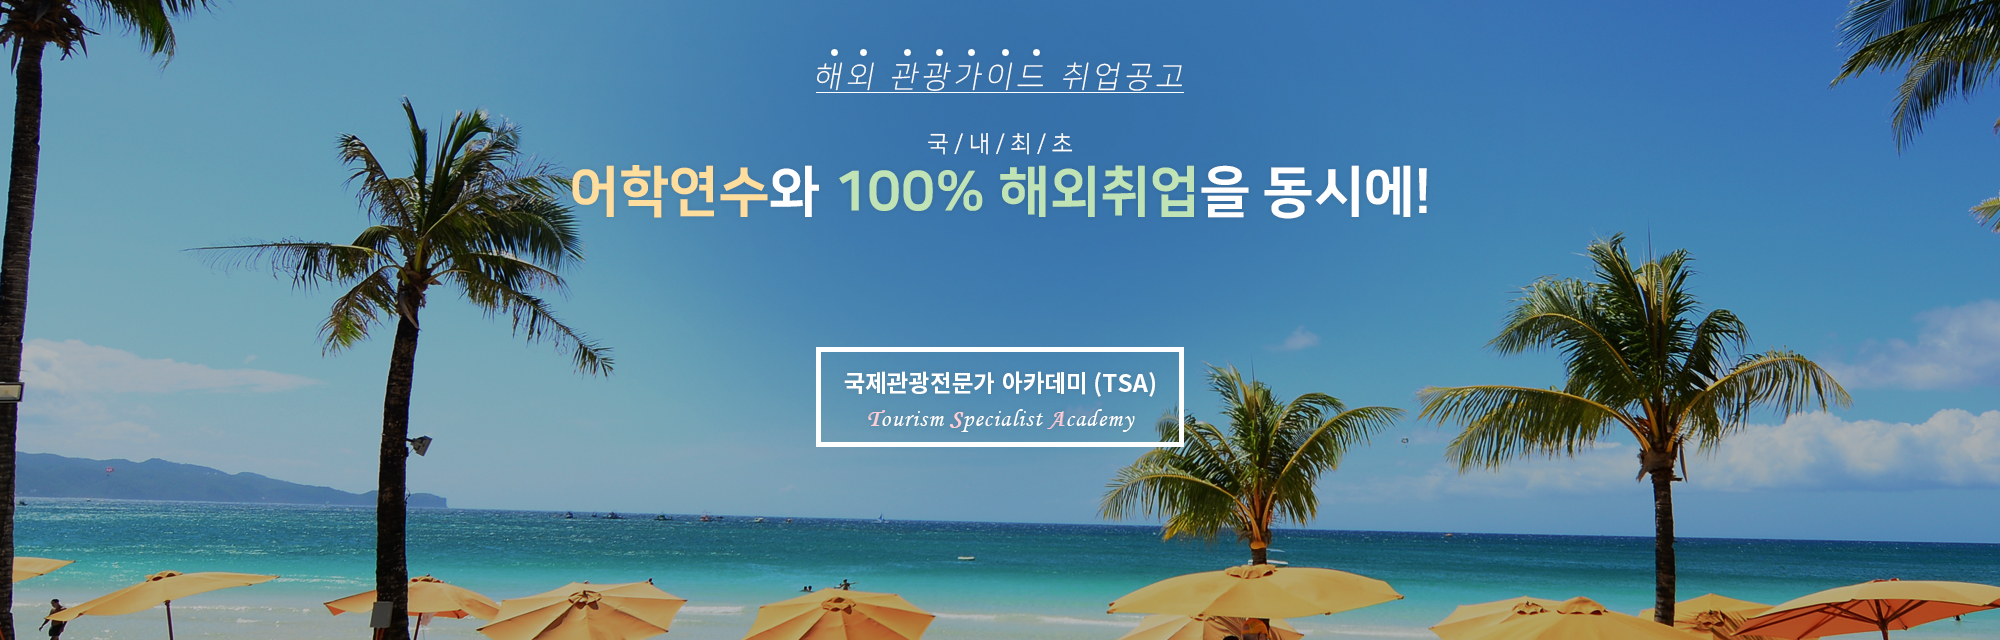 해외 관광가이드 취업공고
국/내/최/초
어학연수와 100% 해외취업을 동시에!
국제관광전문가 아카데미 (TSA)
Tourism Specialist Academy